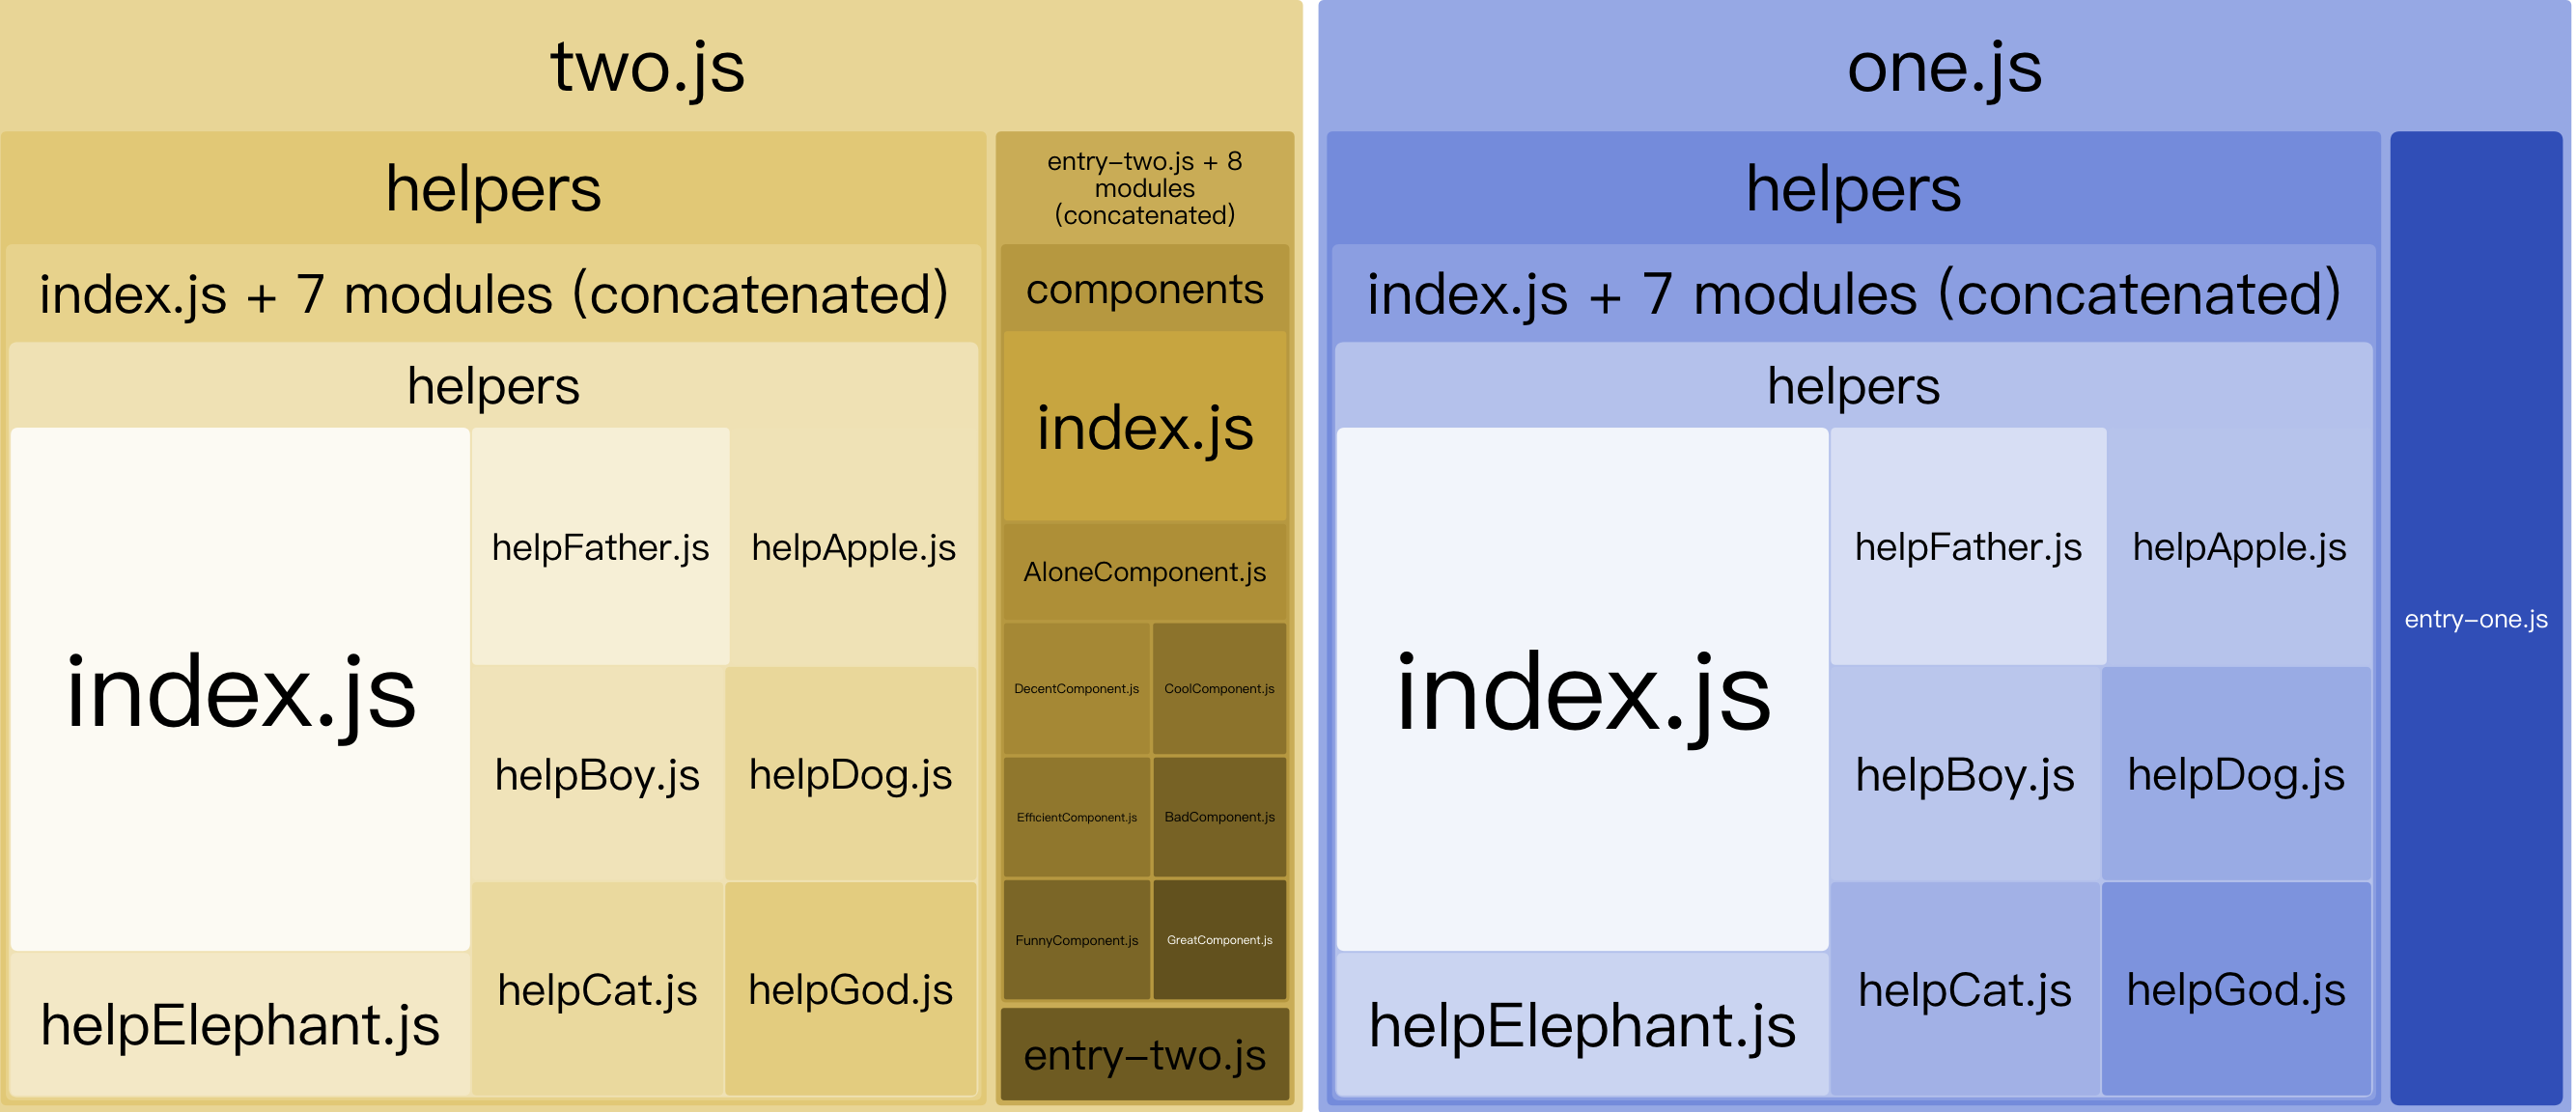 two.js
helpers
index.js + 7 modules (concatenated)
helpers
index.js
helpFather.js
helpApple.js
helpBoy.js
helpDog.js
helpElephant.js
helpCat.js
helpGod.js
entry-two.js + 8
modules
(concatenated)
components
index.js
AloneComponent.js
DecentComponent.js
CoolComponent.js
EfficientComponent.js
BadComponent.js
FunnyComponent.js
GreatComponent.js
entry-two.js
one.js
helpers
index.js + 7 modules (concatenated)
helpers
index.js
helpFather.js
helpApple.js
helpBoy.js
helpDog.js
helpElephant.js
helpCat.js
helpGod.js
entry-one.js